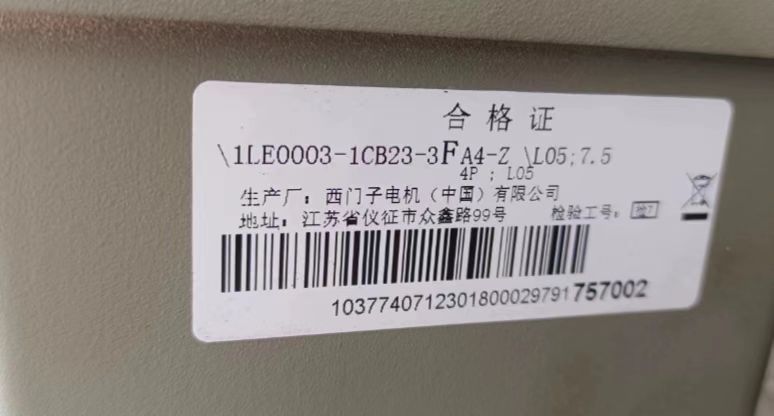 合格证
\1LE0003-1CB23-3FA4-Z \L05;7.5
4P ; L05
生产厂：西门子电机（中国）有限公司
地址：江苏省仪征市众鑫路99号 检验工号：
1037740712301800029791757002